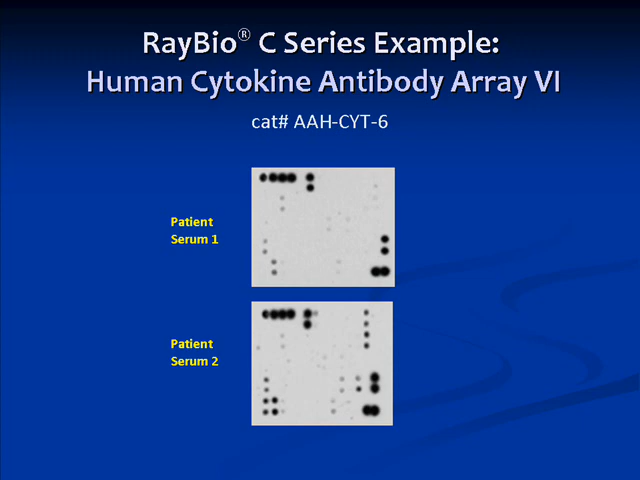 RayBio® C Series Example:
Human Cytokine Antibody Array VI
cat# AAH-CYT-6
Patient
Serum 1
Patient
Serum 2